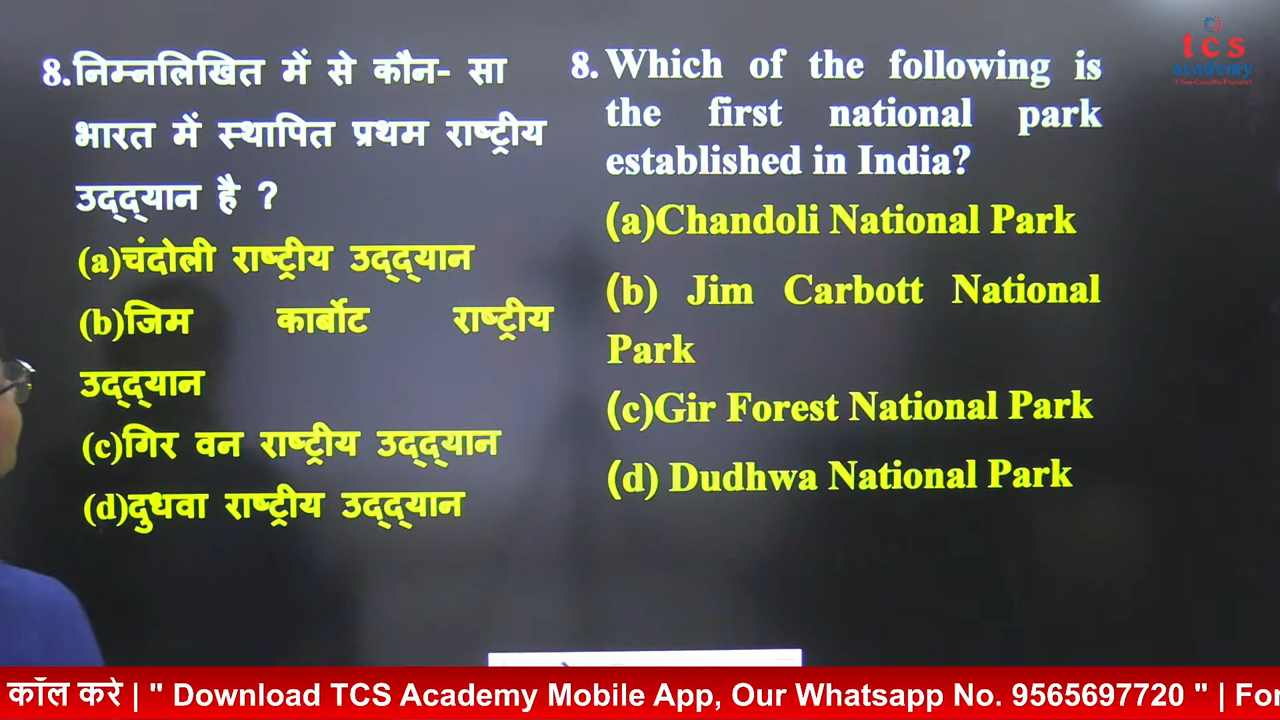 8.निम्नलिखित में से कौन- सा
भारत में स्थापित प्रथम राष्ट्रीय
उद्द्यान है ?
(a)चंदोली राष्ट्रीय उद्द्यान
(b)जिम कार्बोट राष्ट्रीय
उद्द्यान
(c)गिर वन राष्ट्रीय उद्द्यान
(d)दुधवा राष्ट्रीय उद्द्यान
8. Which of the following is
the first national park
established in India?
(a)Chandoli National Park
(b) Jim Carbott National
Park
(c)Gir Forest National Park
(d) Dudhwa National Park
tcs
academy
कॉल करे | " Download TCS Academy Mobile App, Our Whatsapp No. 9565697720 " | For